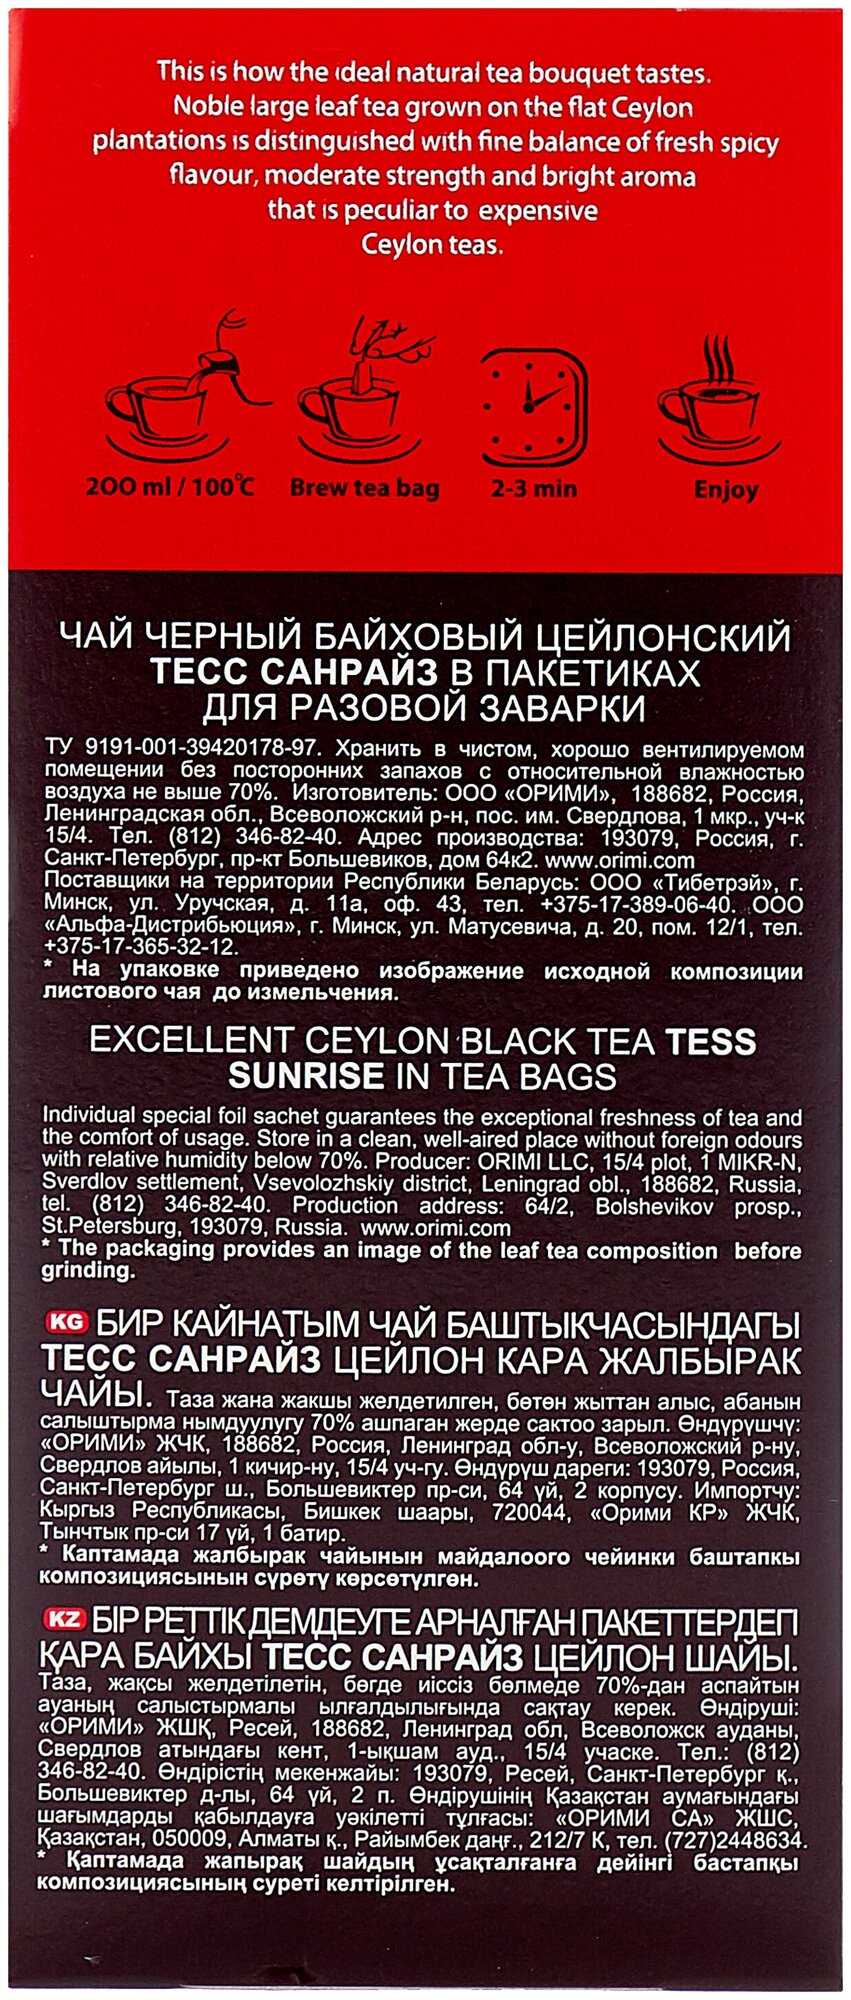 This is how the ideal natural tea bouquet tastes.
Noble large leaf tea grown on the flat Ceylon
plantations is distinguished with fine balance of fresh spicy
flavour, moderate strength and bright aroma
that is peculiar to expensive
Ceylon teas.
200 ml / 100°C Brew tea bag 2-3 min Enjoy
ЧАЙ ЧЕРНЫЙ БАЙХОВЫЙ ЦЕЙЛОНСКИЙ
ТЕСС САНРАЙЗ В ПАКЕТИКАХ
ДЛЯ РАЗОВОЙ ЗАВАРКИ
ТУ 9191-001-39420178-97. Хранить в чистом, хорошо вентилируемом
помещении без посторонних запахов с относительной влажностью
воздуха не выше 70%. Изготовитель: ООО «ОРИМИ», 188682, Россия,
Ленинградская обл., Всеволожский р-н, пос. им. Свердлова, 1 мкр., уч-к
15/4. Тел. (812) 346-82-40. Адрес производства: 193079, Россия, г.
Санкт-Петербург, пр-кт Большевиков, дом 64к2. www.orimi.com
Поставщики на территории Республики Беларусь: ООО «Тибетрэй», г.
Минск, ул. Уручская, д. 11а, оф. 43, тел. +375-17-389-06-40. ООО
«Альфа-Дистрибьюция», г. Минск, ул. Матусевича, д. 20, пом. 12/1, тел.
+375-17-365-32-12.
* На упаковке приведено изображение исходной композиции
листового чая до измельчения.
EXCELLENT CEYLON BLACK TEA TESS
SUNRISE IN TEA BAGS
Individual special foil sachet guarantees the exceptional freshness of tea and
the comfort of usage. Store in a clean, well-aired place without foreign odours
with relative humidity below 70%. Producer: ORIMI LLC, 15/4 plot, 1 MIKR-N,
Sverdlov settlement, Vsevolozhskiy district, Leningrad obl., 188682, Russia,
tel. (812) 346-82-40. Production address: 64/2, Bolshevikov prosp.,
St.Petersburg, 193079, Russia. www.orimi.com
* The packaging provides an image of the leaf tea composition before
grinding.
KG БИР КАЙНАТЫМ ЧАЙ БАШТЫКЧАСЫНДАГЫ
ТЕСС САНРАЙЗ ЦЕЙЛОН КАРА ЖАЛБЫРАК
ЧАЙЫ. Таза жана жакшы желдетилген, бөтөн жыттан алыс, абанын
салыштырма нымдуулугу 70% ашпаган жерде сактоо зарыл. Өндүрүшчү:
«ОРИМИ» ЖЧК, 188682, Россия, Ленинград обл-у, Всеволожский р-ну,
Свердлов айылы, 1 кичир-ну, 15/4 уч-гу. Өндүрүш дареги: 193079, Россия,
Санкт-Петербург ш., Большевиктер пр-си, 64 үй, 2 корпусу. Импортчу:
Кыргыз Республикасы, Бишкек шаары, 720044, «Орими КР» ЖЧК,
Тынчтык пр-си 17 үй, 1 батир.
* Каптамада жалбырак чайынын майдалоого чейинки баштапкы
композициясынын сүрөтү көрсөтүлгөн.
KZ БІР РЕТТІК ДЕМДЕУГЕ АРНАЛҒАН ПАКЕТТЕРДЕГІ
ҚАРА БАЙХЫ ТЕСС САНРАЙЗ ЦЕЙЛОН ШАЙЫ.
Таза, жақсы желдетілетін, бөгде иіссіз бөлмеде 70%-дан аспайтын
ауаның салыстырмалы ылғалдылығында сақтау керек. Өндіруші:
«ОРИМИ» ЖШҚ, Ресей, 188682, Ленинград обл, Всеволожск ауданы,
Свердлов атындағы кент, 1-ықшам ауд., 15/4 учаске. Тел.: (812)
346-82-40. Өндірістің мекенжайы: 193079, Ресей, Санкт-Петербург қ.,
Большевиктер д-лы, 64 үй, 2 п. Өндірушінің Қазақстан аумағындағы
шағымдарды қабылдауға уәкілетті тұлғасы: «ОРИМИ СА» ЖШС,
Қазақстан, 050009, Алматы қ., Райымбек даңғ., 212/7 К, тел. (727)2448634.
* Қаптамада жапырақ шайдың ұсақталғанға дейінгі бастапқы
композициясының суреті келтірілген.